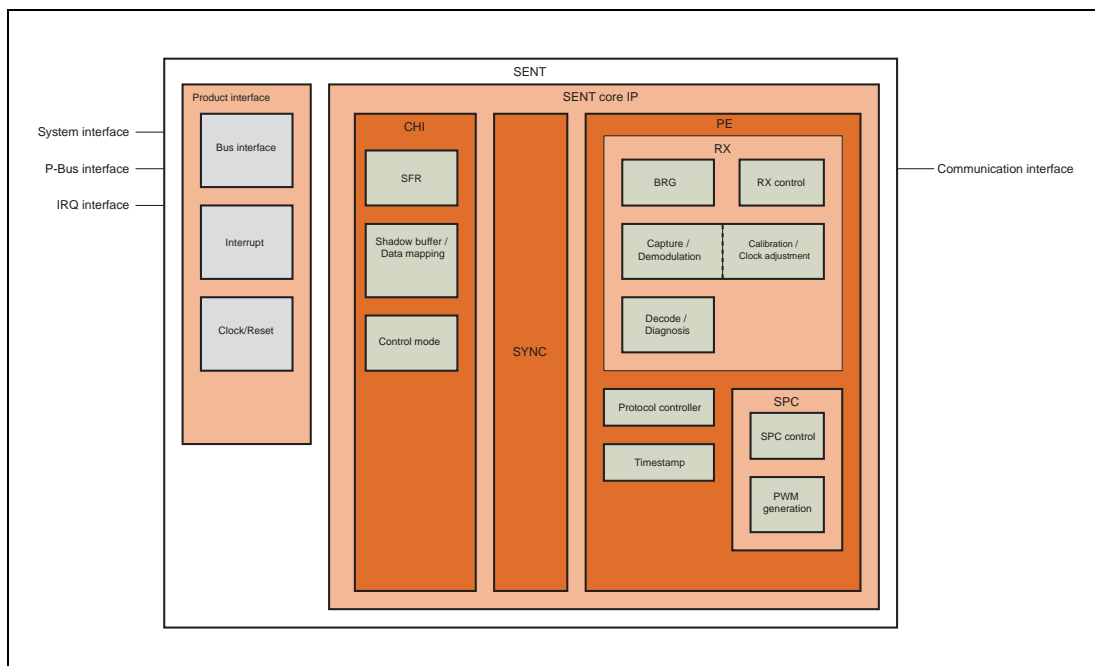 SENT
Product interface
Bus interface
Interrupt
Clock/Reset
System interface
P-Bus interface
IRQ interface
SENT core IP
CHI
SFR
Shadow buffer /
Data mapping
Control mode
SYNC
PE
RX
BRG
RX control
Capture /
Demodulation
Calibration /
Clock adjustment
Decode /
Diagnosis
Protocol controller
Timestamp
SPC
SPC control
PWM
generation
Communication interface